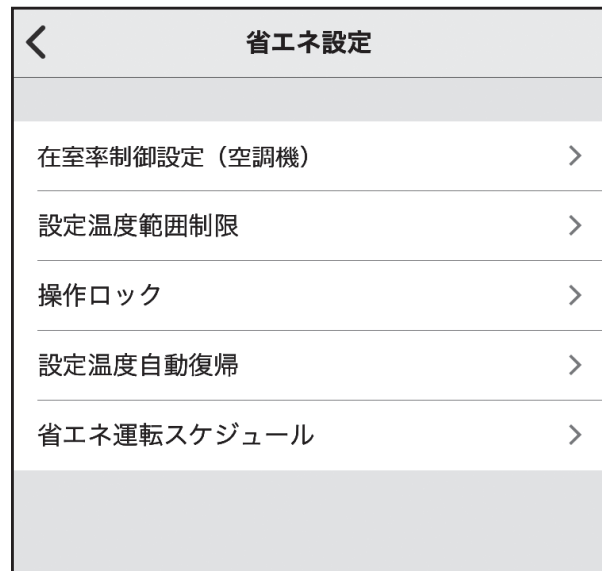 省エネ設定
在室率制御設定（空調機）
設定温度範囲制限
操作ロック
設定温度自動復帰
省エネ運転スケジュール